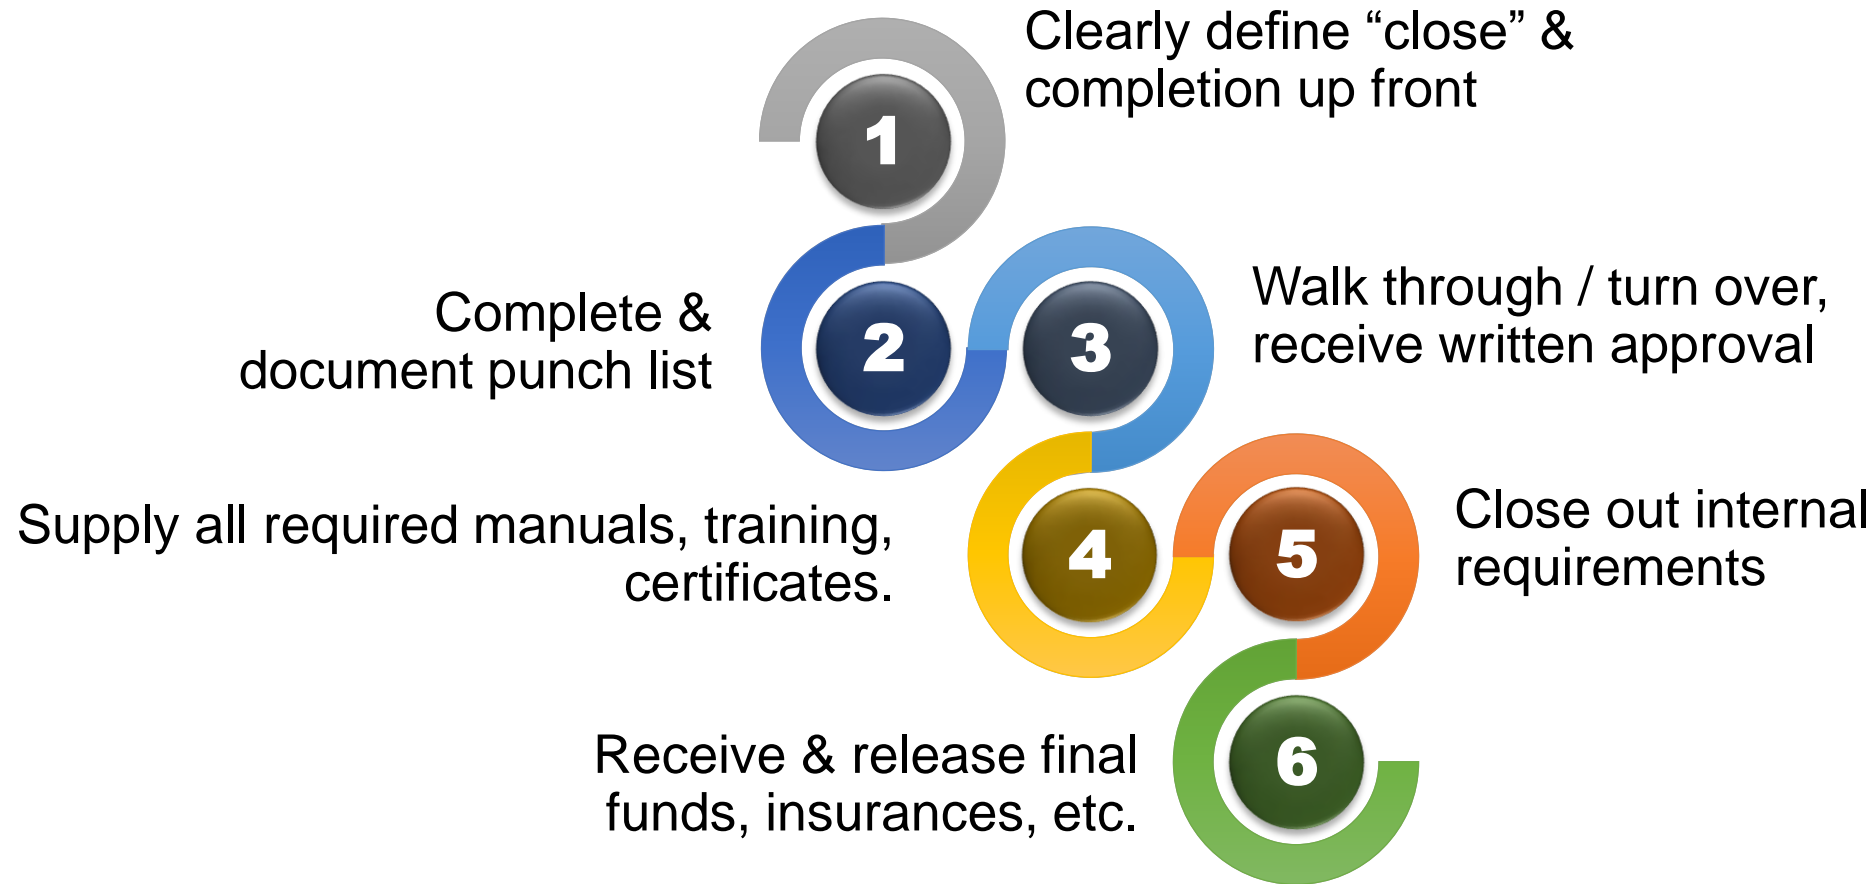 1
Clearly define “close” &
completion up front
2
Complete &
document punch list
3
Walk through / turn over,
receive written approval
4
Supply all required manuals, training,
certificates.
5
Close out internal
requirements
6
Receive & release final
funds, insurances, etc.